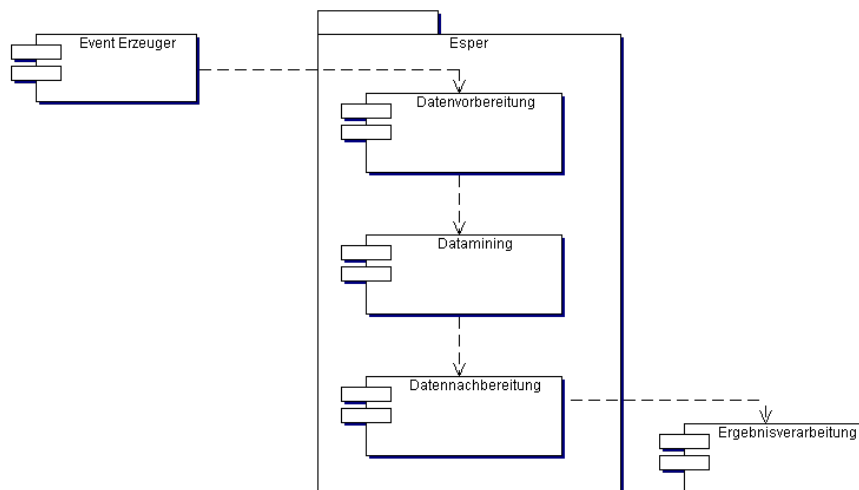 Event Erzeuger
Esper
Datenvorbereitung
Datamining
Datennachbereitung
Ergebnisverarbeitung